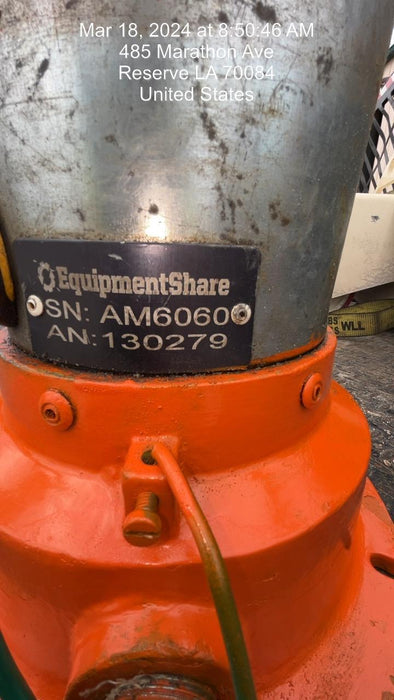 Mar 18, 2024 at 8:50:46 AM
485 Marathon Ave
Reserve LA 70084
United States
EquipmentShare
SN: AM6060
AN:130279
WLL